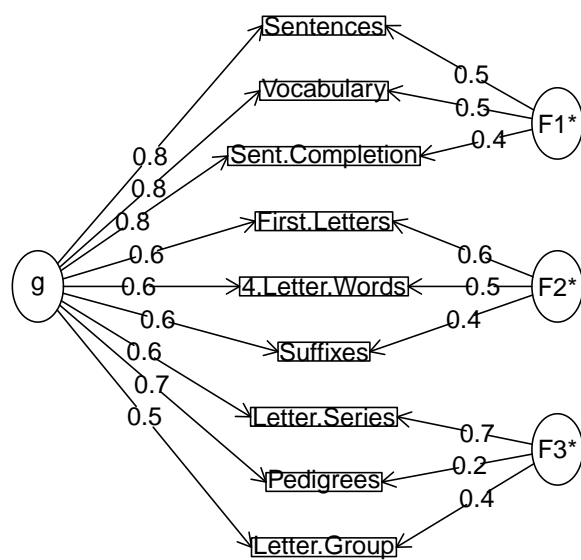 Sentences
0.5
Vocabulary
0.5
F1*
0.4
0.8
Sent.Completion
0.8
0.8
First.Letters
0.6
0.6
g
0.6
4.Letter.Words
0.5
F2*
0.6
0.4
Suffixes
0.6
0.7
0.5
Letter.Series
0.7
F3*
0.2
Pedigrees
0.4
Letter.Group